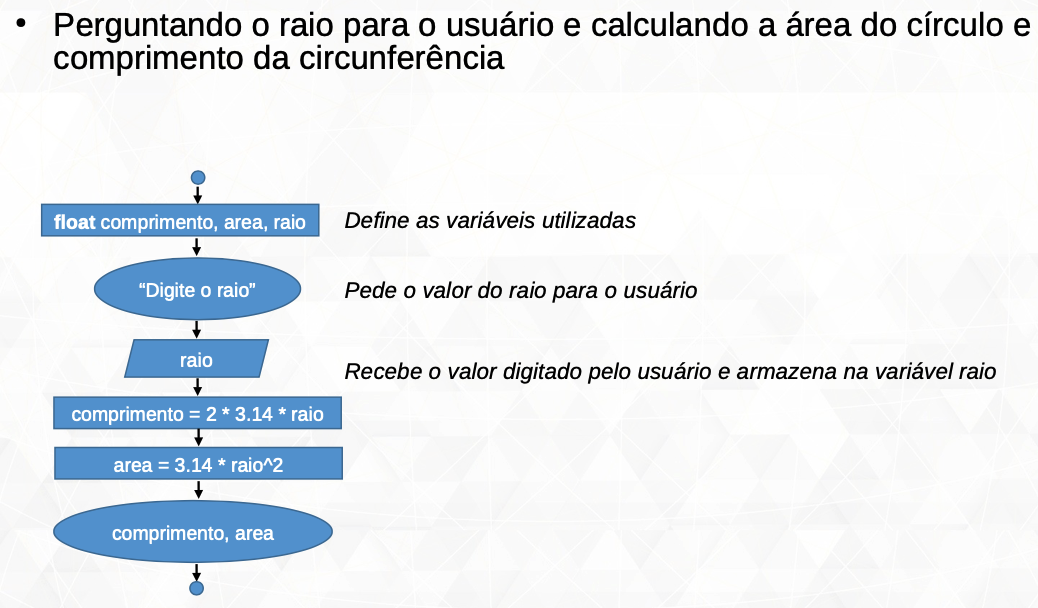 • Perguntando o raio para o usuário e calculando a área do círculo e
comprimento da circunferência
float comprimento, area, raio
Define as variáveis utilizadas
“Digite o raio”
Pede o valor do raio para o usuário
raio
Recebe o valor digitado pelo usuário e armazena na variável raio
comprimento = 2 * 3.14 * raio
area = 3.14 * raio^2
comprimento, area